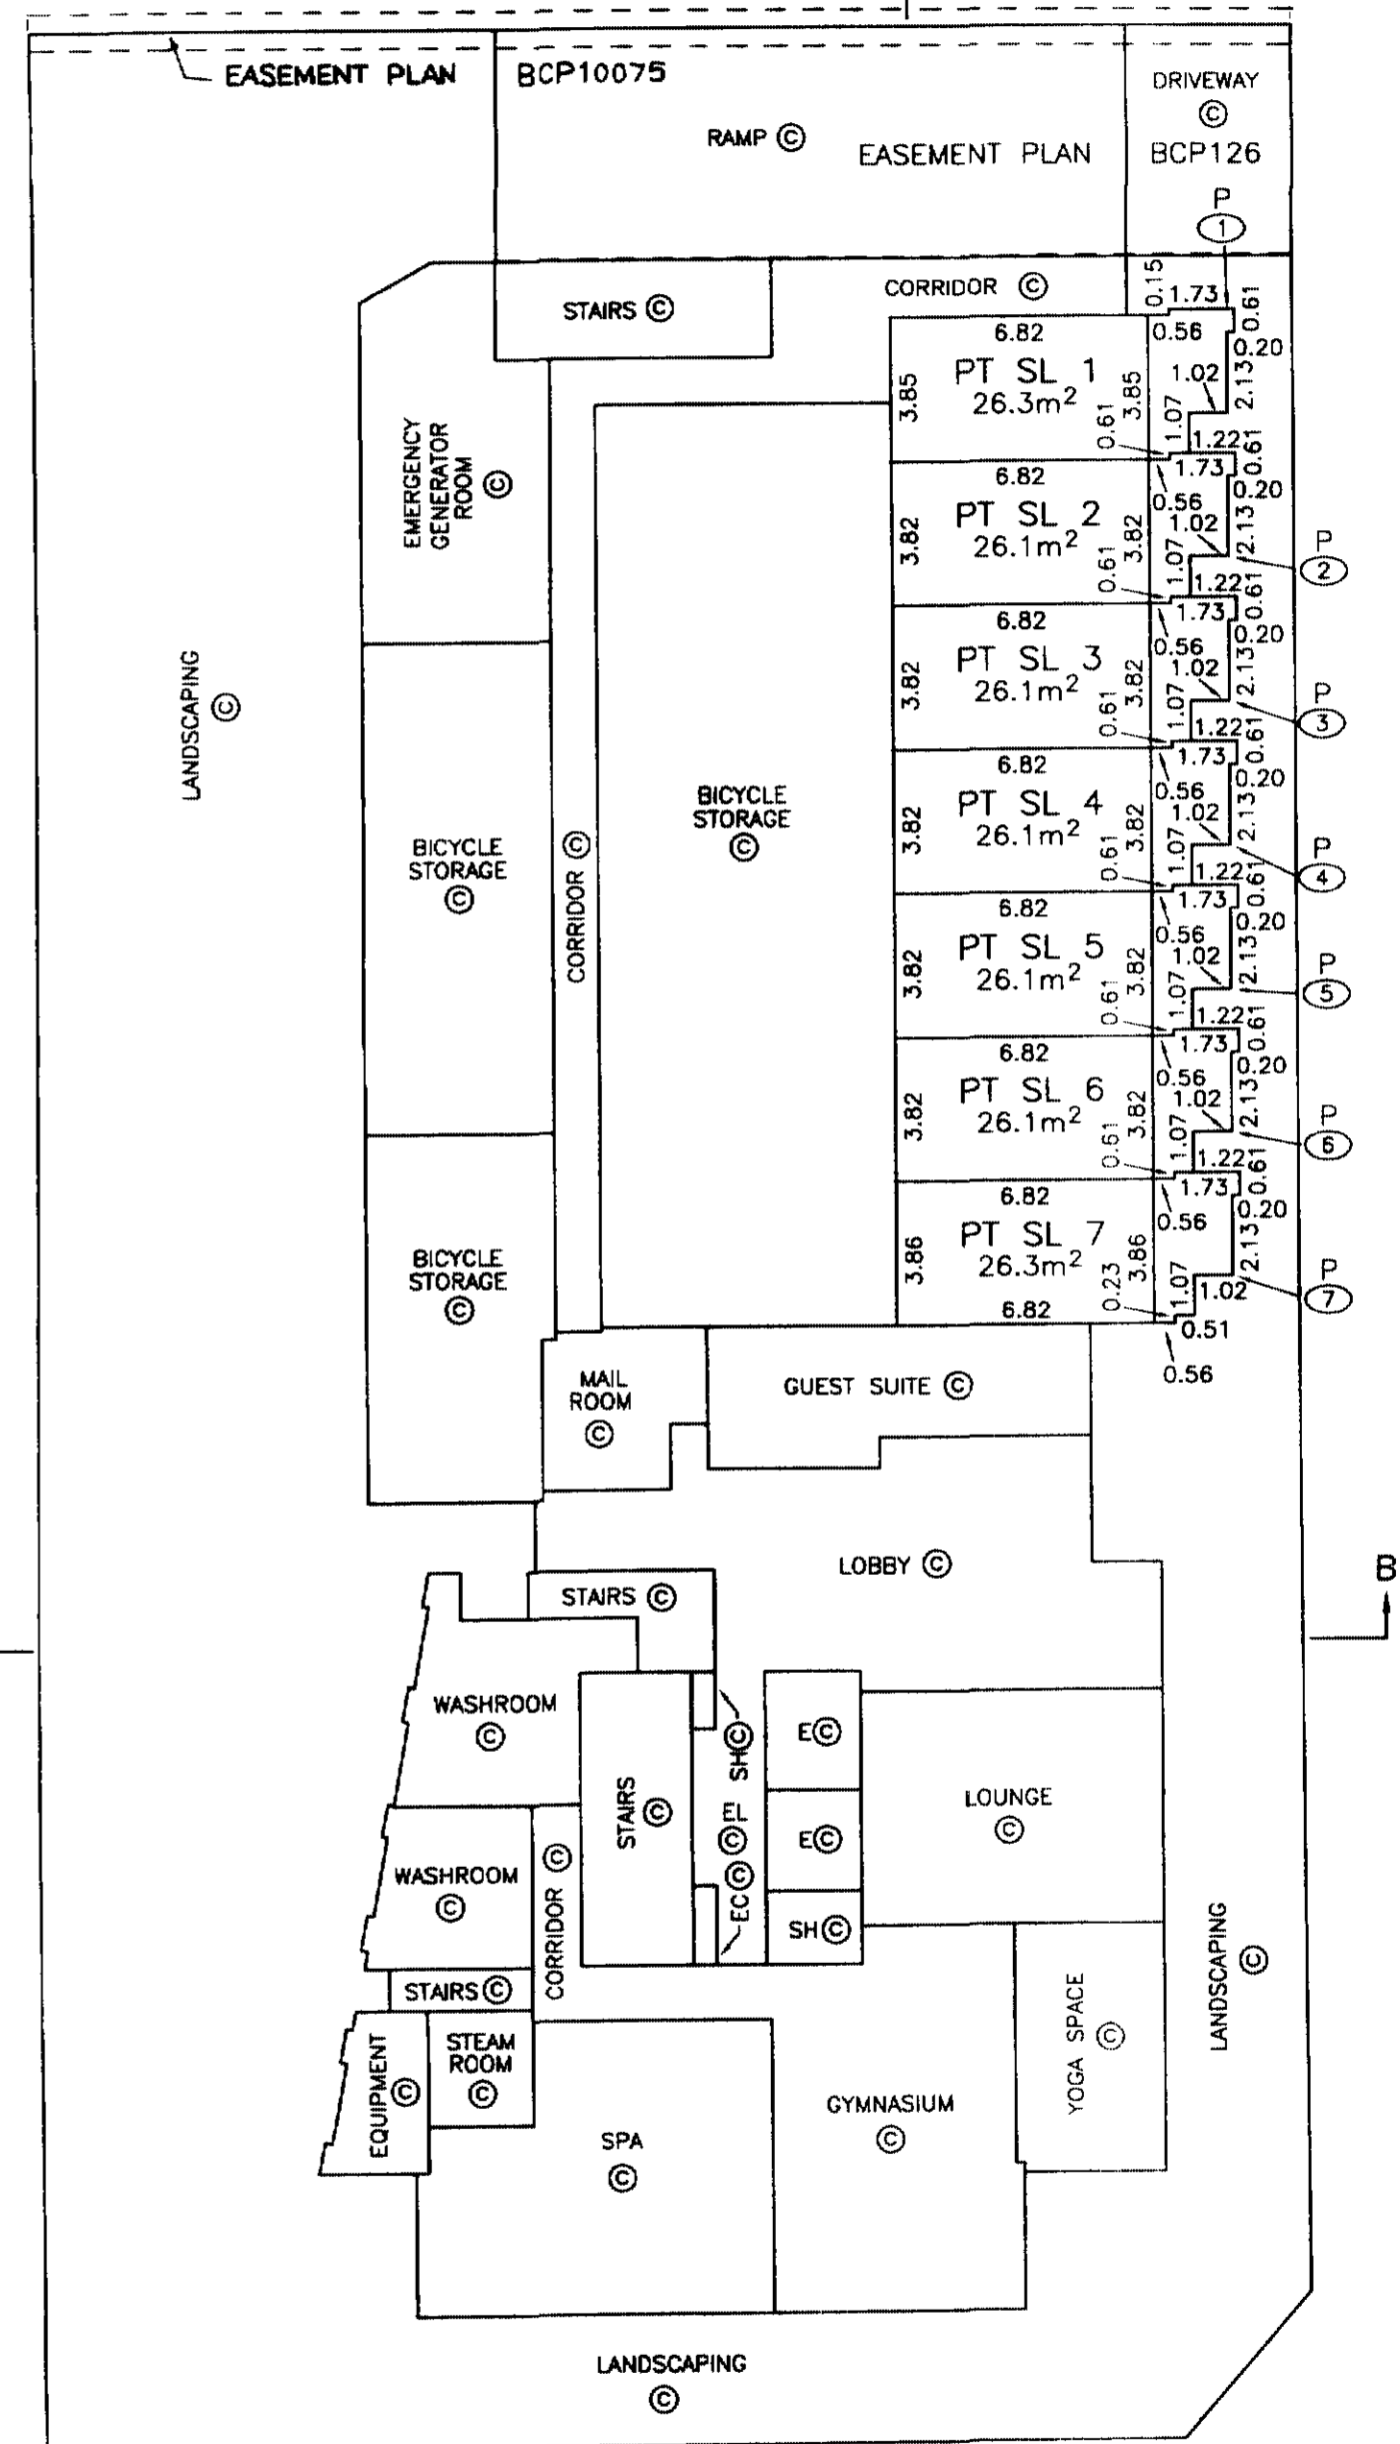 EASEMENT PLAN BCP10075
DRIVEWAY
©
RAMP ©
EASEMENT PLAN BCP126
P
1
CORRIDOR ©
STAIRS ©
0.15
1.73
0.61
6.82
0.56
0.20
PT SL 1
26.3m²
3.85
3.85
1.02
2.13
1.07
0.61
1.22
0.61
6.82
1.73
0.20
0.56
PT SL 2
26.1m²
3.82
3.82
1.02
2.13
1.07
0.61
P
2
1.22
0.61
6.82
1.73
0.20
0.56
PT SL 3
26.1m²
3.82
3.82
1.02
2.13
1.07
0.61
P
3
1.22
0.61
6.82
1.73
0.20
0.56
PT SL 4
26.1m²
3.82
3.82
1.02
2.13
1.07
0.61
P
4
1.22
0.61
6.82
1.73
0.20
0.56
PT SL 5
26.1m²
3.82
3.82
1.02
2.13
1.07
0.61
P
5
1.22
0.61
6.82
1.73
0.20
0.56
PT SL 6
26.1m²
3.82
3.82
1.02
2.13
1.07
0.61
P
6
1.22
0.61
6.82
1.73
0.20
0.56
PT SL 7
26.3m²
3.86
3.86
2.13
1.07
1.02
0.23
P
7
6.82
0.51
0.56
EMERGENCY
GENERATOR
ROOM
©
LANDSCAPING
©
BICYCLE
STORAGE
©
BICYCLE
STORAGE
©
CORRIDOR ©
BICYCLE
STORAGE
©
MAIL
ROOM
©
GUEST SUITE ©
LOBBY ©
B
STAIRS ©
WASHROOM
©
STAIRS
©
SH©
E©
LOUNGE
©
EL
©
E©
EC©
SH©
WASHROOM
©
CORRIDOR ©
STAIRS ©
LANDSCAPING
©
YOGA SPACE
©
STEAM
ROOM
©
EQUIPMENT
©
GYMNASIUM
©
SPA
©
LANDSCAPING
©